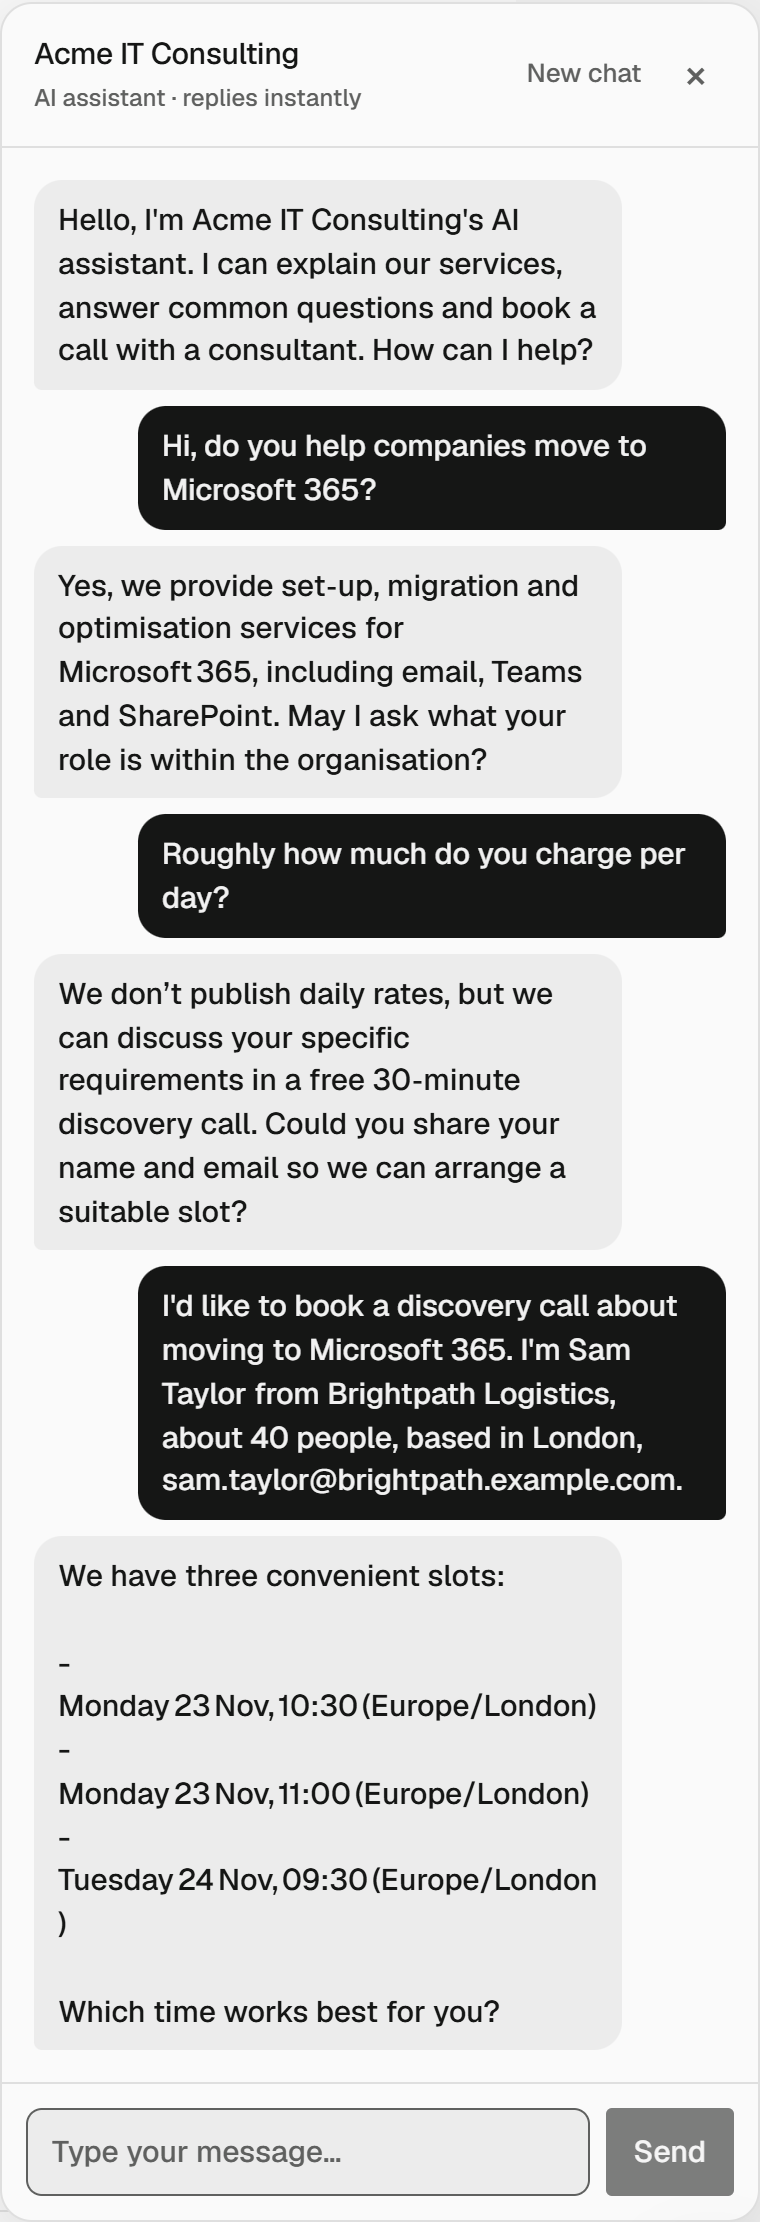 Acme IT Consulting
AI assistant · replies instantly
New chat
×
Hello, I'm Acme IT Consulting's AI
assistant. I can explain our services,
answer common questions and book a
call with a consultant. How can I help?
Hi, do you help companies move to
Microsoft 365?
Yes, we provide set-up, migration and
optimisation services for
Microsoft 365, including email, Teams
and SharePoint. May I ask what your
role is within the organisation?
Roughly how much do you charge per
day?
We don’t publish daily rates, but we
can discuss your specific
requirements in a free 30-minute
discovery call. Could you share your
name and email so we can arrange a
suitable slot?
I'd like to book a discovery call about
moving to Microsoft 365. I'm Sam
Taylor from Brightpath Logistics,
about 40 people, based in London,
sam.taylor@brightpath.example.com.
We have three convenient slots:
-
Monday 23 Nov, 10:30 (Europe/London)
-
Monday 23 Nov, 11:00 (Europe/London)
-
Tuesday 24 Nov, 09:30 (Europe/London
)
Which time works best for you?
Type your message...
Send